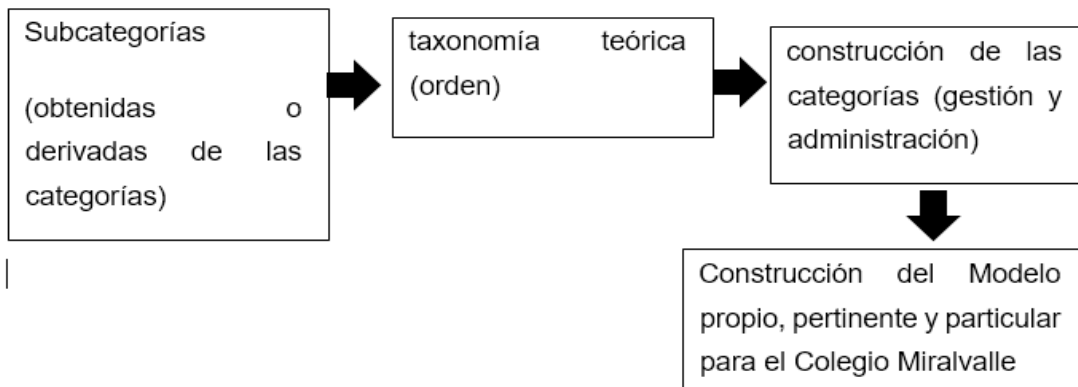 Subcategorías
(obtenidas o
derivadas de las
categorías)
taxonomía teórica
(orden)
construcción de las
categorías (gestión y
administración)
Construcción del Modelo
propio, pertinente y particular
para el Colegio Miralvalle